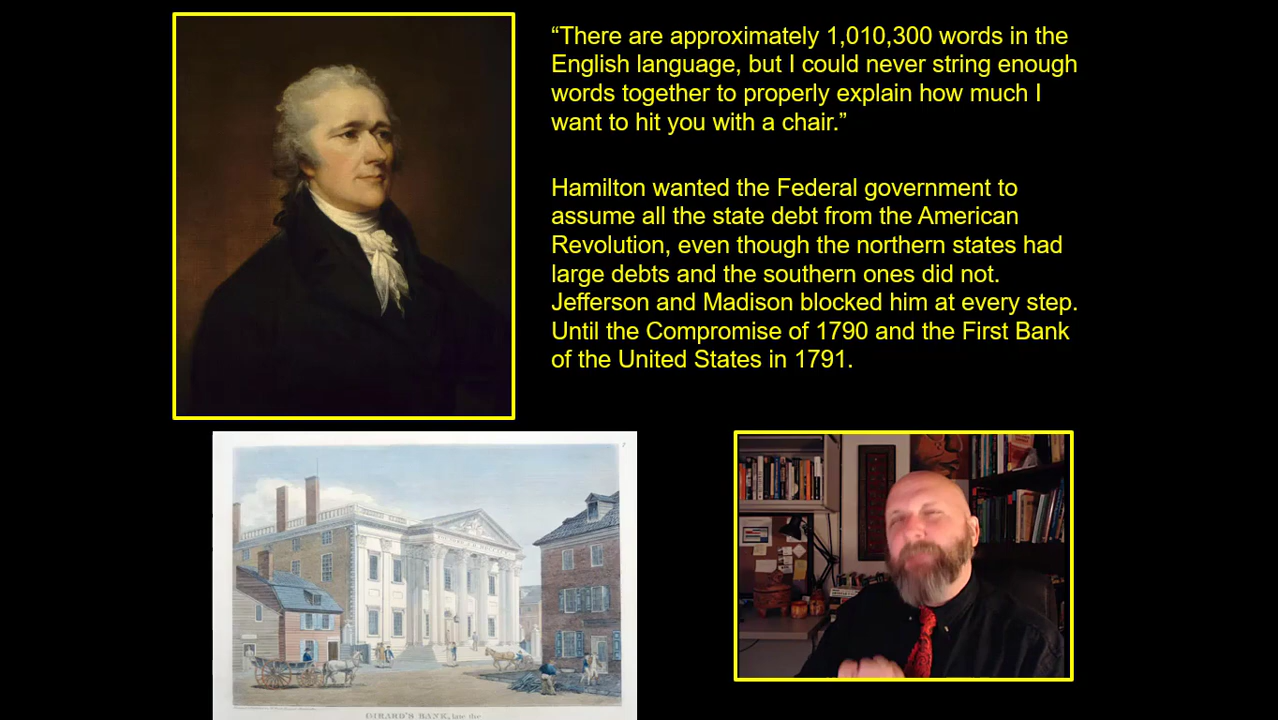 “There are approximately 1,010,300 words in the
English language, but I could never string enough
words together to properly explain how much I
want to hit you with a chair.”
Hamilton wanted the Federal government to
assume all the state debt from the American
Revolution, even though the northern states had
large debts and the southern ones did not.
Jefferson and Madison blocked him at every step.
Until the Compromise of 1790 and the First Bank
of the United States in 1791.
BANK, late the